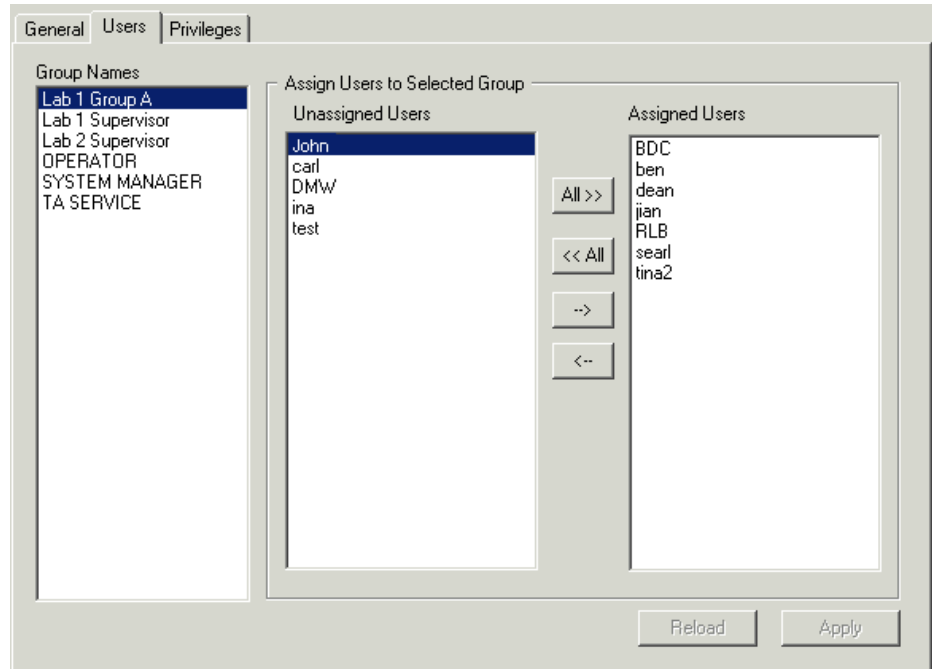 General Users Privileges
Group Names
Lab 1 Group A
Lab 1 Supervisor
Lab 2 Supervisor
OPERATOR
SYSTEM MANAGER
TA SERVICE
Assign Users to Selected Group
Unassigned Users
John
carl
DMW
ina
test
All >>
<< All
-->
<--
Assigned Users
BDC
ben
dean
jian
RLB
searl
tina2
Reload Apply